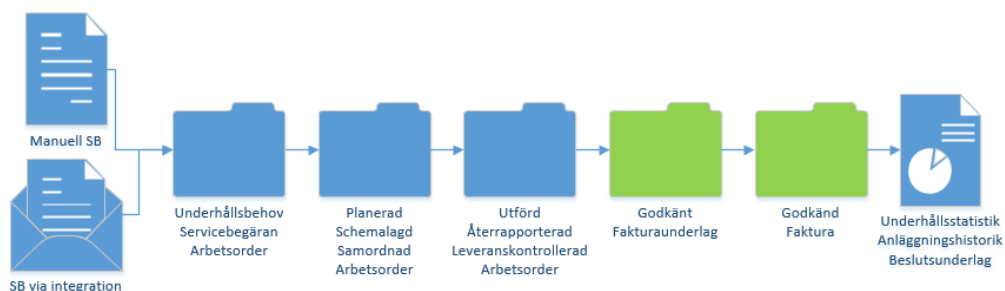 Manuell SB
SB via integration
Underhållsbehov
Servicebegäran
Arbetsorder
Planerad
Schemalagd
Samordnad
Arbetsorder
Utförd
Återrapporterad
Leveranskontrollerad
Arbetsorder
Godkänt
Fakturaunderlag
Godkänd
Faktura
Underhållsstatistik
Anläggningshistorik
Beslutsunderlag